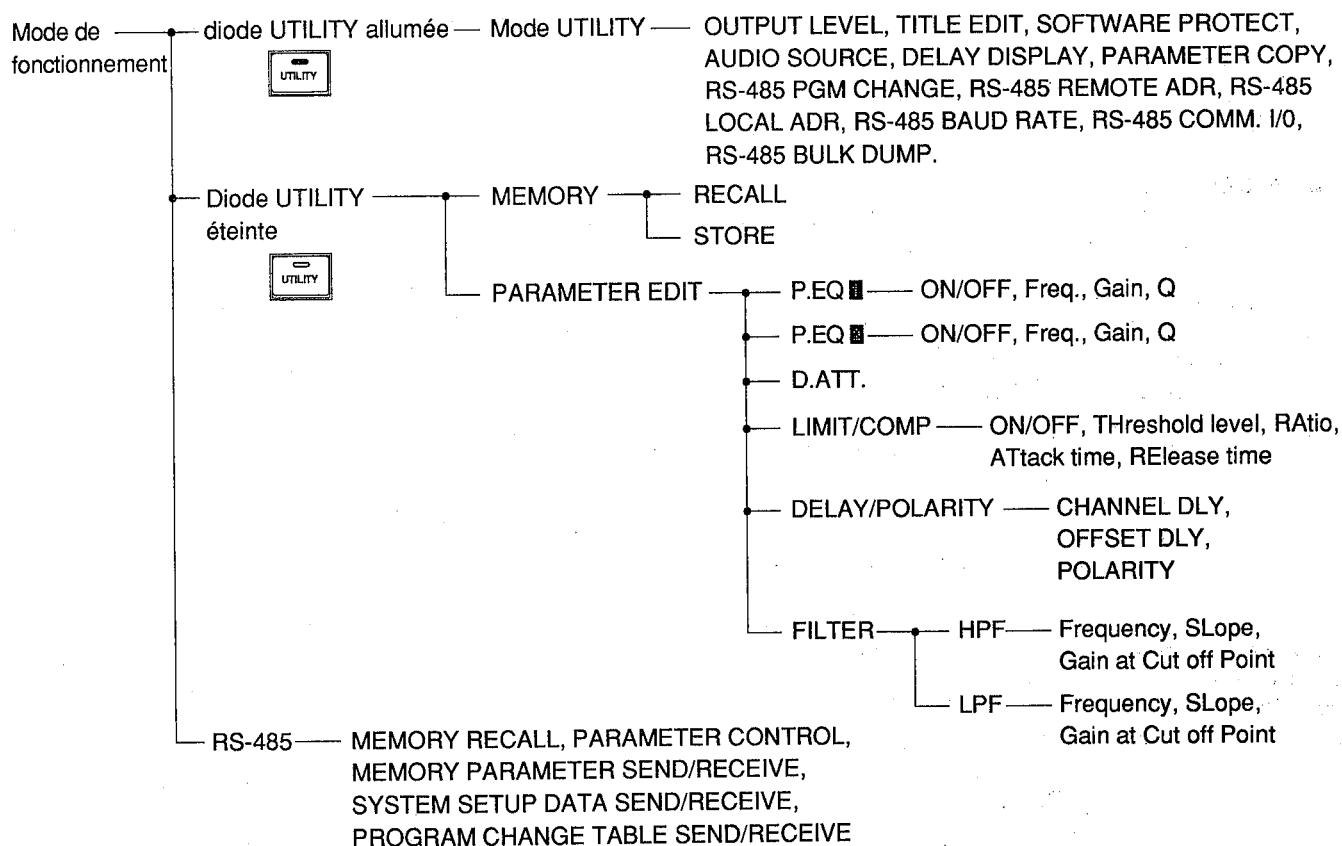 Mode de fonctionnement
diode UTILITY allumée
UTILITY
Mode UTILITY
OUTPUT LEVEL, TITLE EDIT, SOFTWARE PROTECT,
AUDIO SOURCE, DELAY DISPLAY, PARAMETER COPY,
RS-485 PGM CHANGE, RS-485 REMOTE ADR, RS-485
LOCAL ADR, RS-485 BAUD RATE, RS-485 COMM. I/0,
RS-485 BULK DUMP.
Diode UTILITY
éteinte
UTILITY
MEMORY
RECALL
STORE
PARAMETER EDIT
P.EQ
ON/OFF, Freq., Gain, Q
P.EQ
ON/OFF, Freq., Gain, Q
D.ATT.
LIMIT/COMP
ON/OFF, THreshold level, RAtio,
ATtack time, RElease time
DELAY/POLARITY
CHANNEL DLY,
OFFSET DLY,
POLARITY
FILTER
HPF
Frequency, SLope,
Gain at Cut off Point
LPF
Frequency, SLope,
Gain at Cut off Point
RS-485
MEMORY RECALL, PARAMETER CONTROL,
MEMORY PARAMETER SEND/RECEIVE,
SYSTEM SETUP DATA SEND/RECEIVE,
PROGRAM CHANGE TABLE SEND/RECEIVE